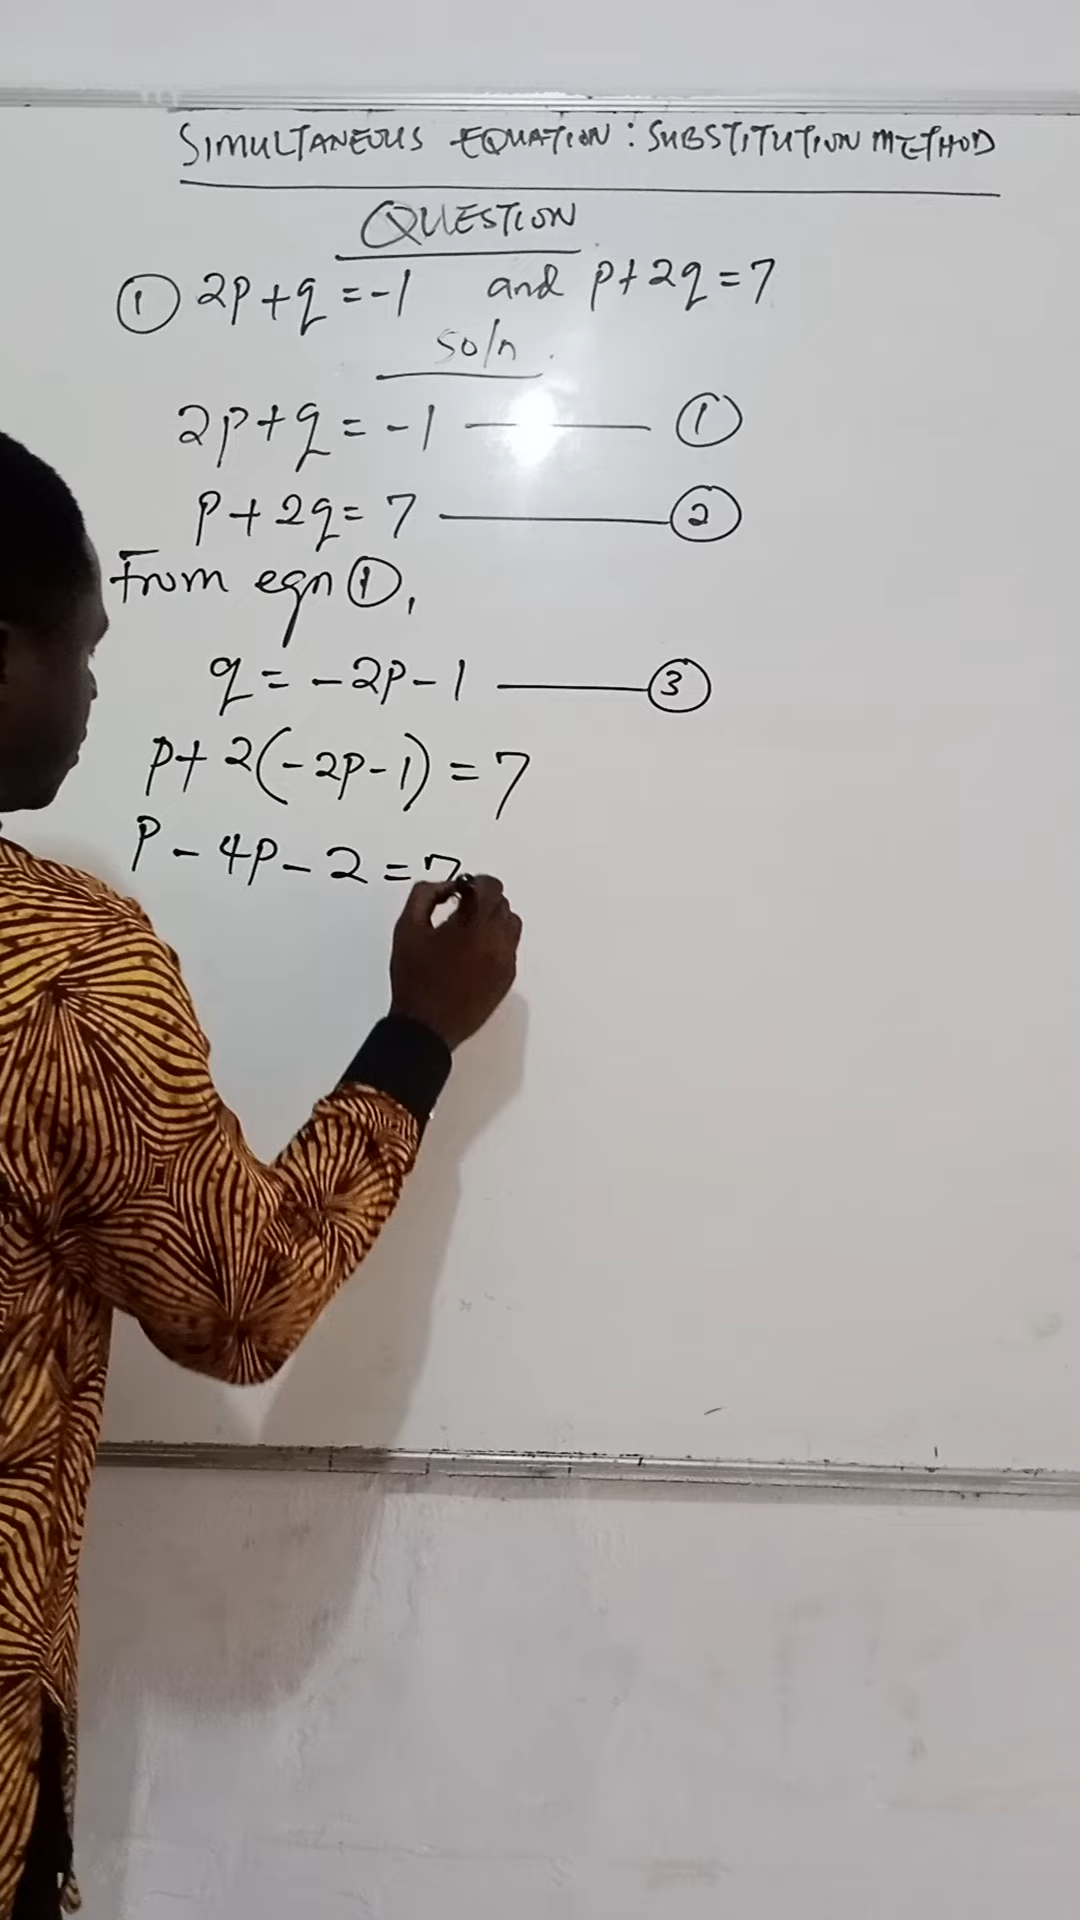 SIMULTANEOUS EQUATION: SUBSTITUTION METHOD
QUESTION
① 2p+q=-1 and p+2q=7
soln.
2p+q=-1 ——— ①
p+2q=7 ——— ②
From eqn ①,
q=-2p-1 ——— ③
p+2(-2p-1)=7
p-4p-2=7